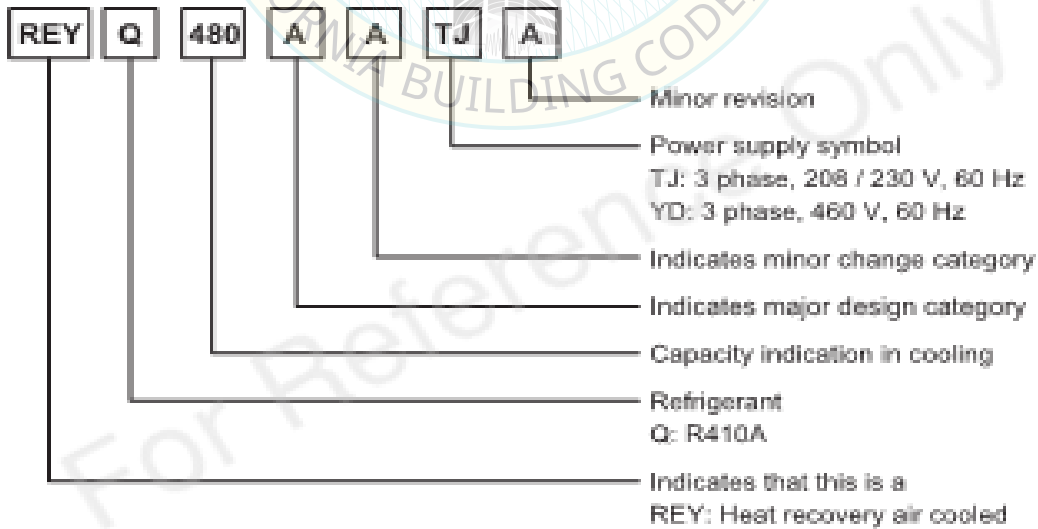 REY Q 480 A A TJ A
BUILDING CODE
Minor revision
Power supply symbol
TJ: 3 phase, 208 / 230 V, 60 Hz
YD: 3 phase, 460 V, 60 Hz
Indicates minor change category
Indicates major design category
Capacity indication in cooling
Refrigerant
Q: R410A
Indicates that this is a
REY: Heat recovery air cooled
For Reference Only